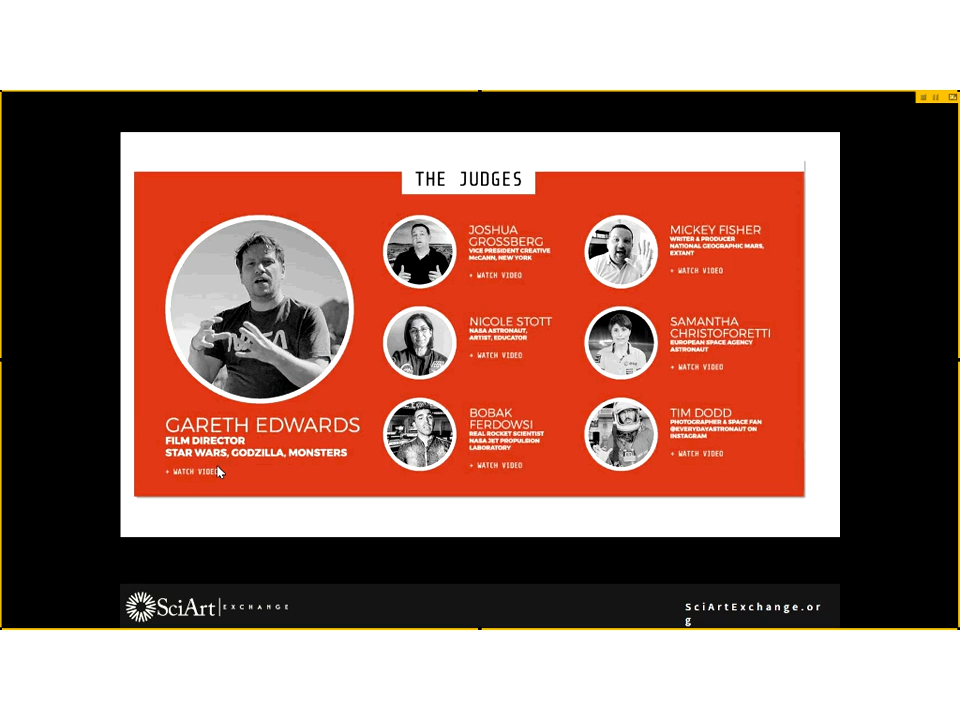 THE JUDGES
GARETH EDWARDS
FILM DIRECTOR
STAR WARS, GODZILLA, MONSTERS
+ WATCH VIDEO
JOSHUA
GROSSBERG
VICE PRESIDENT CREATIVE
McCANN, NEW YORK
+ WATCH VIDEO
NICOLE STOTT
NASA ASTRONAUT,
ARTIST, EDUCATOR
+ WATCH VIDEO
BOBAK
FERDOWSI
REAL ROCKET SCIENTIST
NASA JET PROPULSION
LABORATORY
+ WATCH VIDEO
MICKEY FISHER
WRITER & PRODUCER
NATIONAL GEOGRAPHIC MARS,
EXTANT
+ WATCH VIDEO
SAMANTHA
CHRISTOFORETTI
EUROPEAN SPACE AGENCY
ASTRONAUT
+ WATCH VIDEO
TIM DODD
PHOTOGRAPHER & SPACE FAN
@EVERYDAYASTRONAUT ON
INSTAGRAM
+ WATCH VIDEO
SciArt EXCHANGE
SciArtExchange.or
g